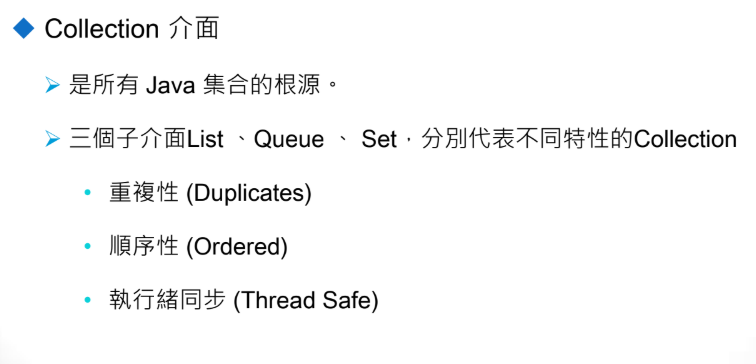 Collection 介面
是所有 Java 集合的根源。
三個子介面List 、Queue 、 Set，分別代表不同特性的Collection
重複性 (Duplicates)
順序性 (Ordered)
執行緒同步 (Thread Safe)